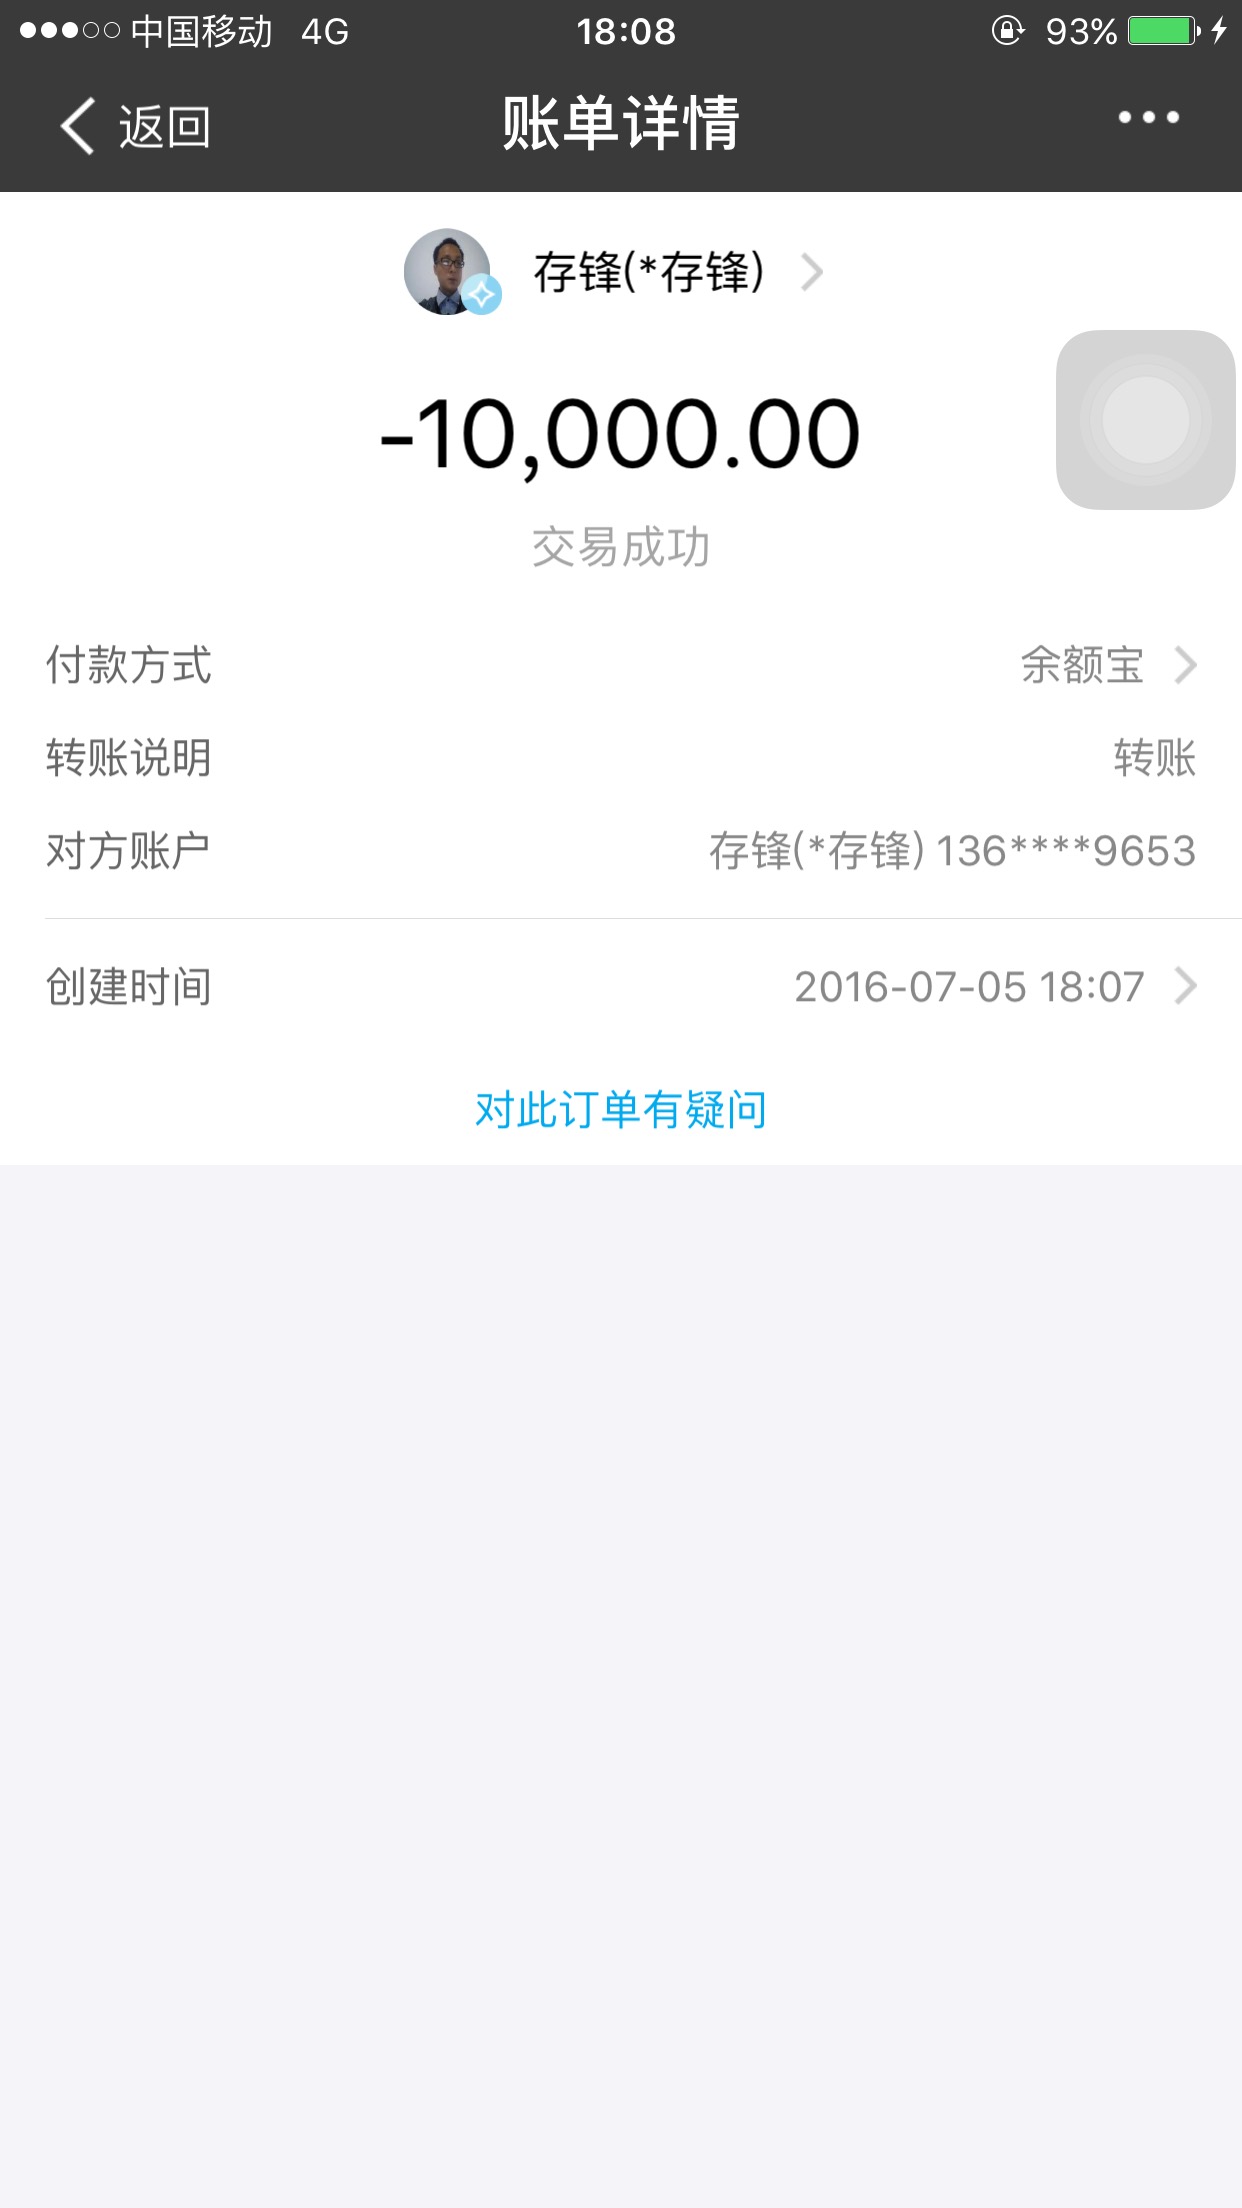 中国移动 4G 18:08 93%
返回 账单详情
存锋(*存锋)
-10,000.00
交易成功
付款方式 余额宝
转账说明 转账
对方账户 存锋(*存锋) 136****9653
创建时间 2016-07-05 18:07
对此订单有疑问